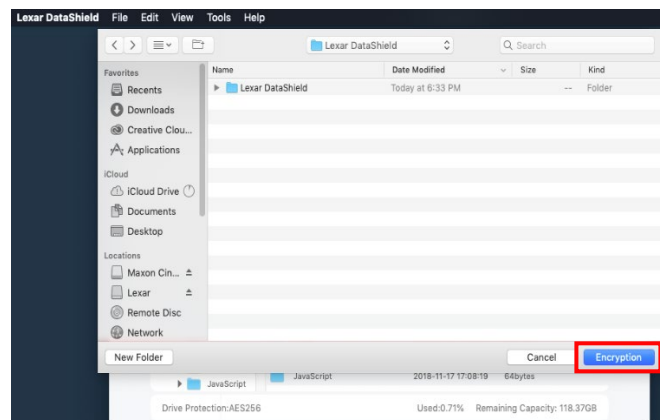 Lexar DataShield File Edit View Tools Help
Lexar DataShield
Search
Favorites
Name Date Modified Size Kind
Recents
Lexar DataShield Today at 6:33 PM -- Folder
Downloads
Creative Clou...
Applications
iCloud
iCloud Drive
Documents
Desktop
Locations
Maxon Cin...
Lexar
Remote Disc
Network
New Folder Cancel Encryption
JavaScript JavaScript 2018-11-17 17:08:19 64bytes
Drive Protection:AES256 Used:0.71% Remaining Capacity: 118.37GB